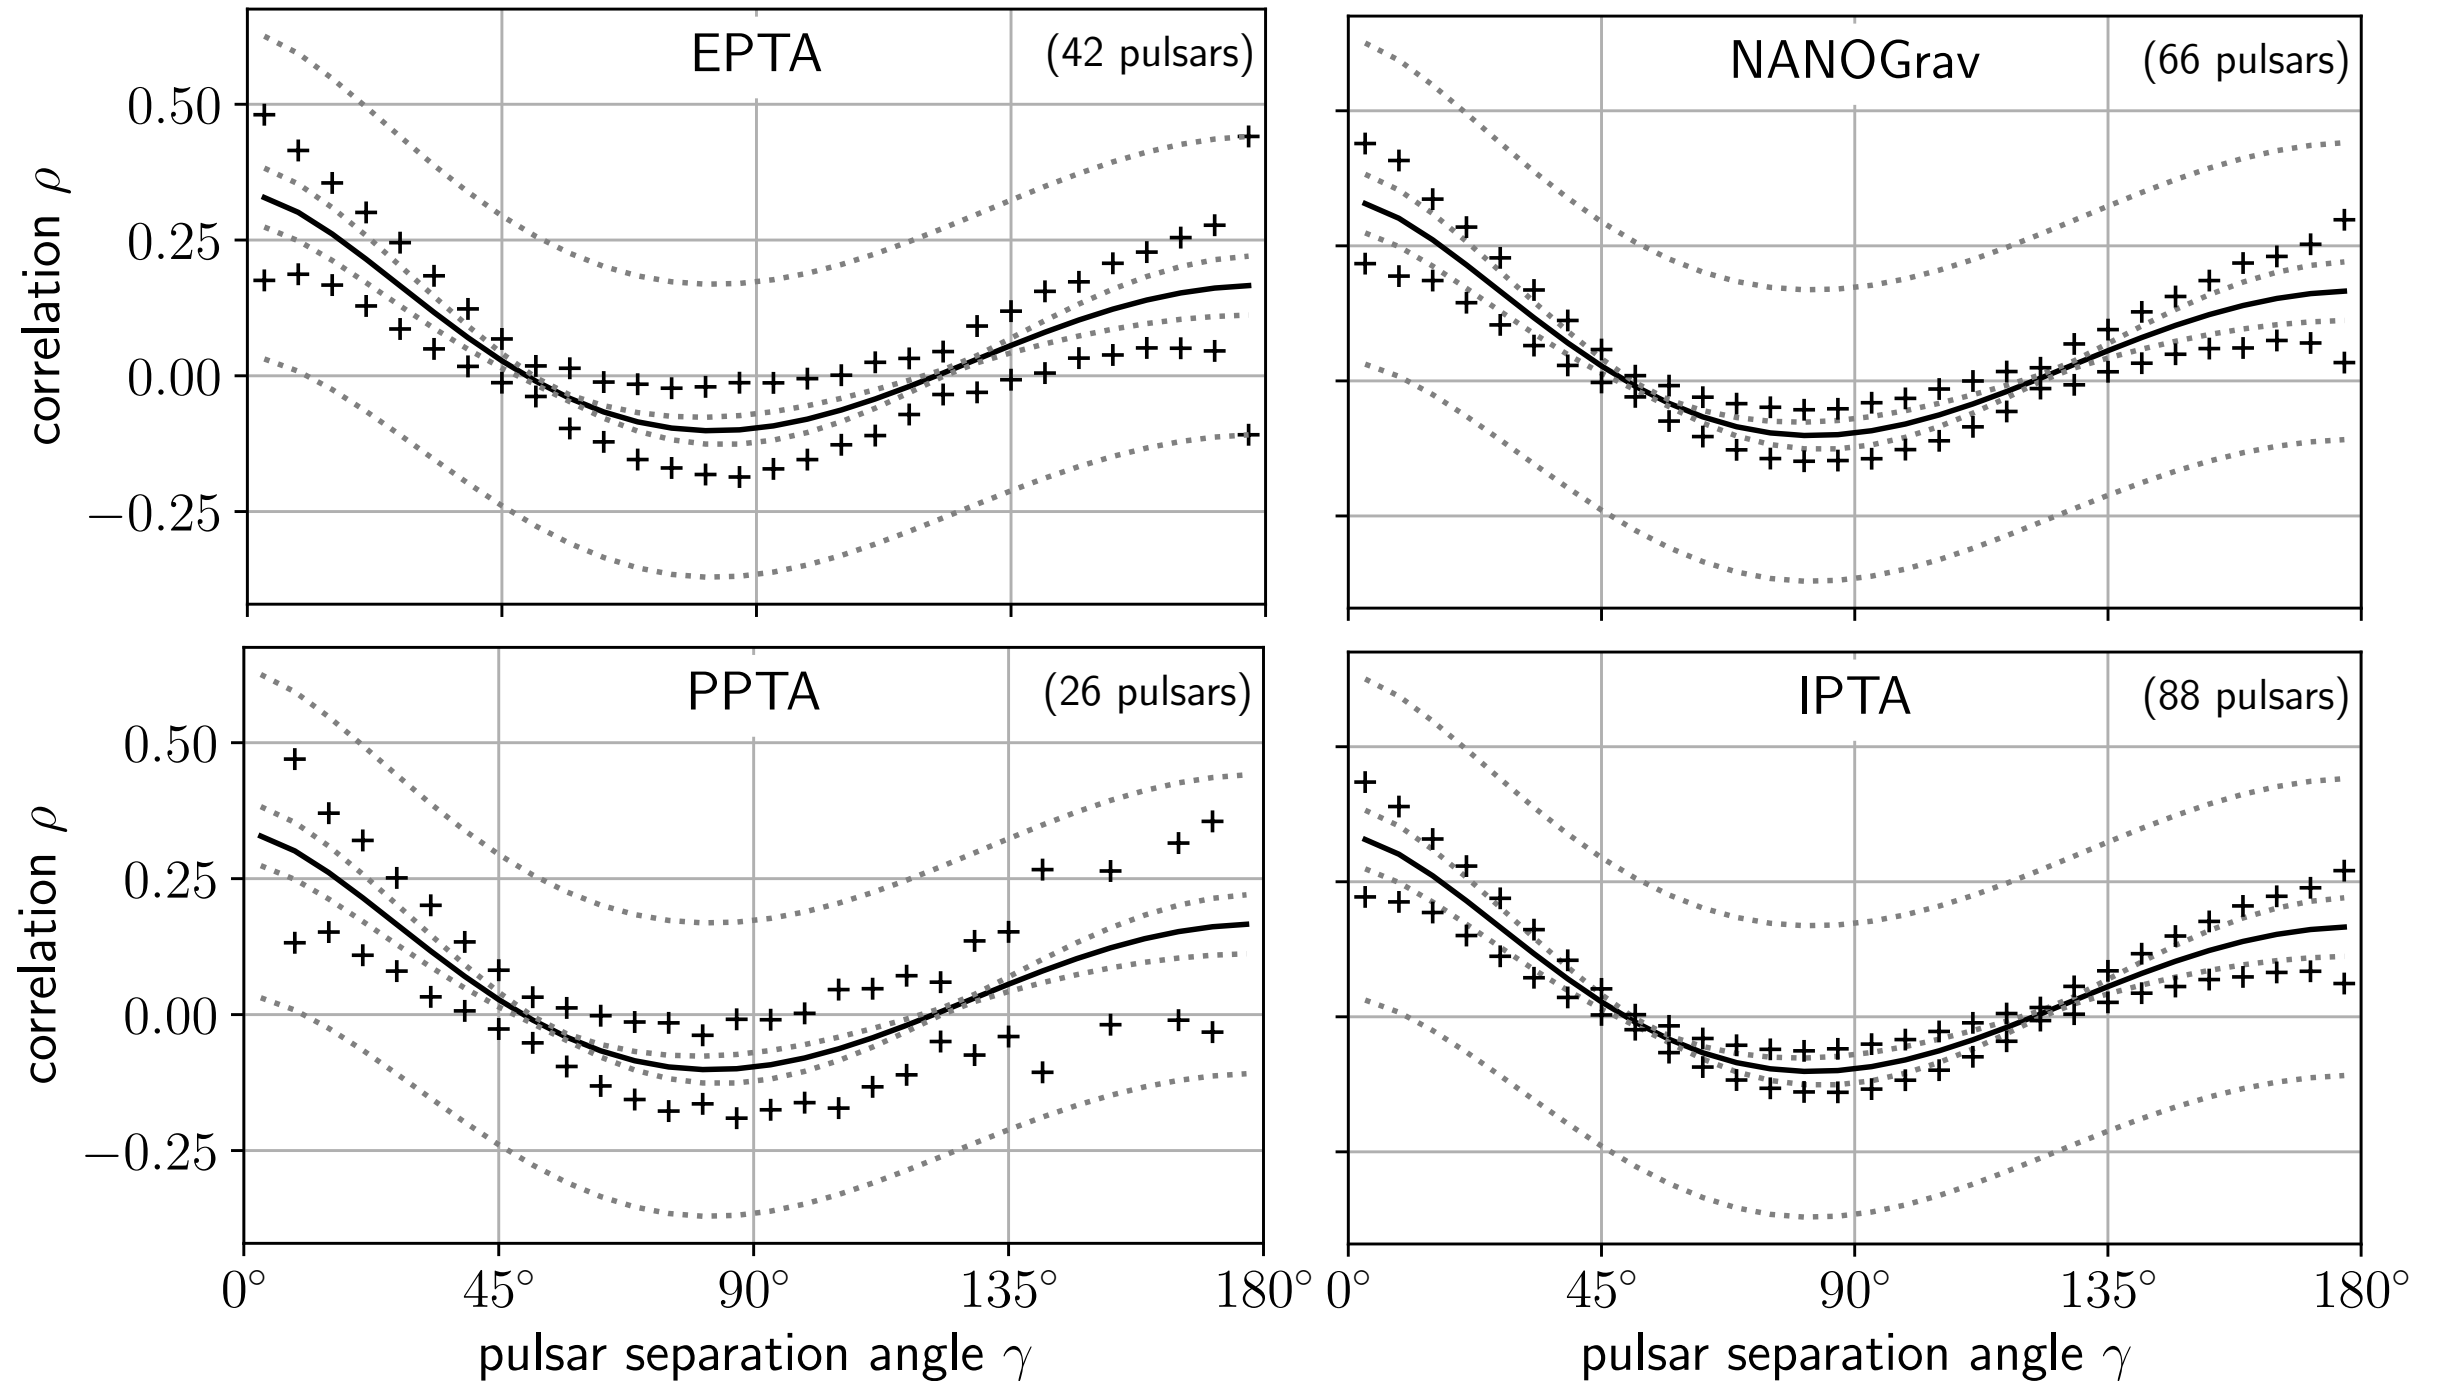 EPTA (42 pulsars)
NANOGrav (66 pulsars)
0.50
0.25
0.00
−0.25
correlation ρ
PPTA (26 pulsars)
IPTA (88 pulsars)
0.50
0.25
0.00
−0.25
correlation ρ
0° 45° 90° 135° 180°
0° 45° 90° 135° 180°
pulsar separation angle γ
pulsar separation angle γ